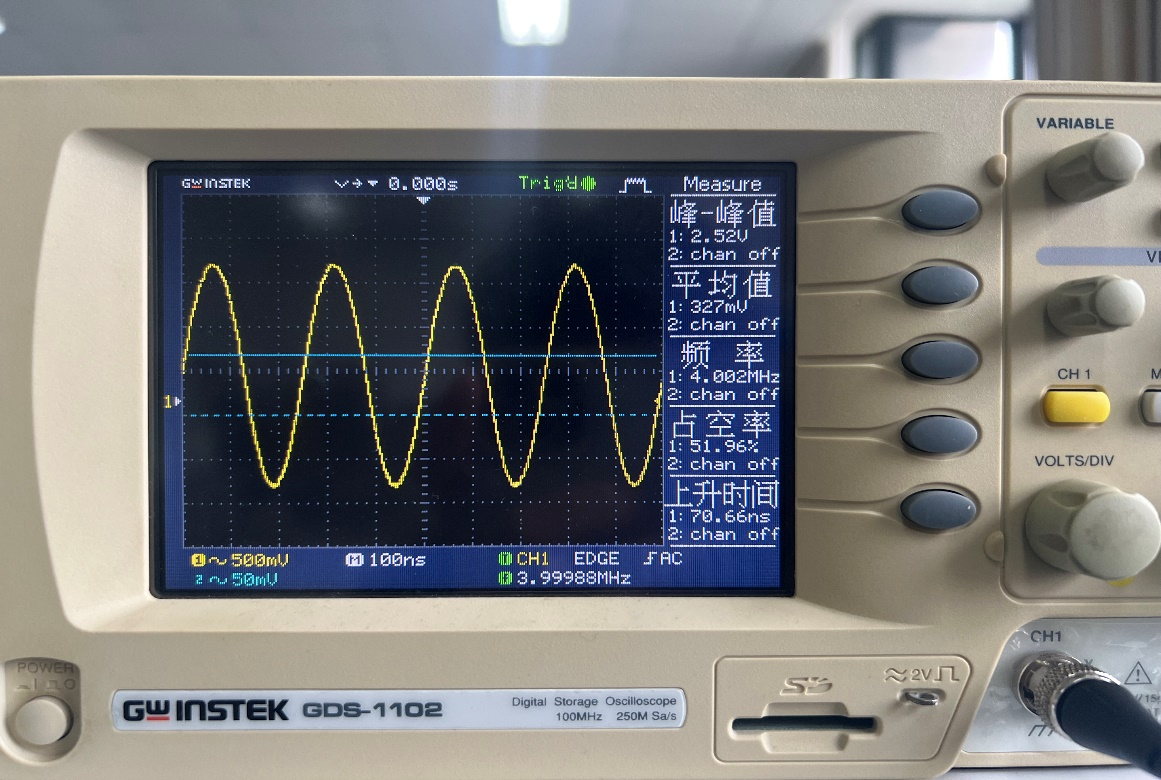 GW INSTEK
0.000s
Trig'd
Measure
峰-峰值
1: 2.52V
2: chan off
平均值
1: 327mV
2: chan off
频 率
1: 4.002MHz
2: chan off
占空率
1: 51.96%
2: chan off
上升时间
1: 70.66ns
2: chan off
1
1 500mV
M 100ns
T CH1 EDGE AC
2 50mV
F 3.99988MHz
VARIABLE
CH 1
M
VOLTS/DIV
CH1
POWER
GW INSTEK GDS-1102
Digital Storage Oscilloscope
100MHz 250M Sa/s
SD
≈2V